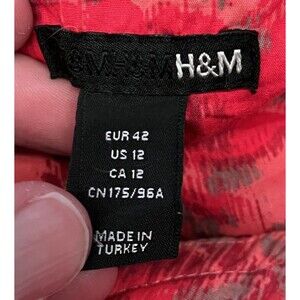 H&M H&M H&M
EUR 42
US 12
CA 12
CN 175/96A
MADE IN
TURKEY